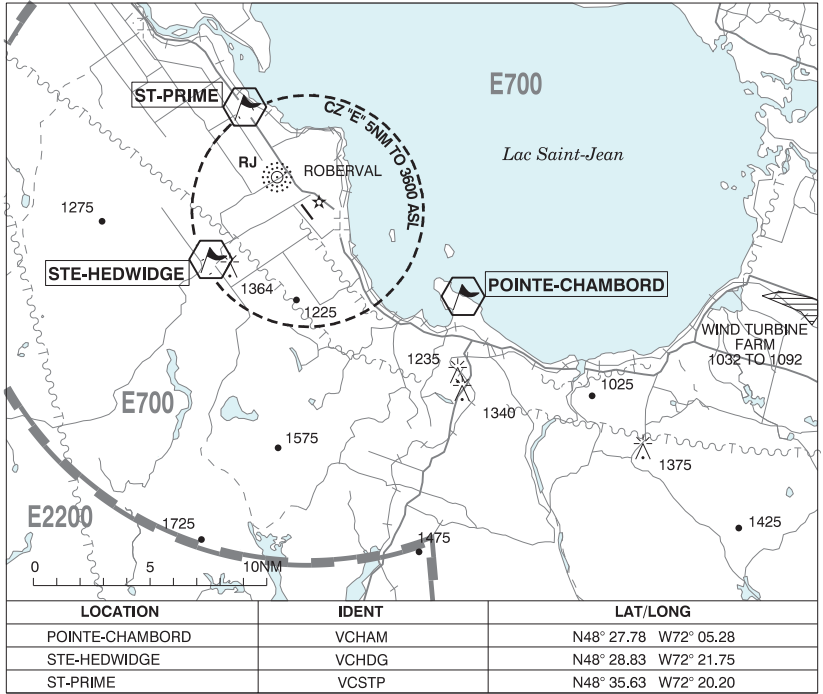 E700
ST-PRIME
CZ "E" 5NM TO 3600 ASL
Lac Saint-Jean
RJ
ROBERVAL
1275
STE-HEDWIDGE
1364
POINTE-CHAMBORD
1225
WIND TURBINE
FARM
1032 TO 1092
1235
1025
E700
1340
1575
1375
E2200
1725
1475
1425
0 5 10NM
LOCATION IDENT LAT/LONG
POINTE-CHAMBORD VCHAM N48° 27.78 W72° 05.28
STE-HEDWIDGE VCHDG N48° 28.83 W72° 21.75
ST-PRIME VCSTP N48° 35.63 W72° 20.20